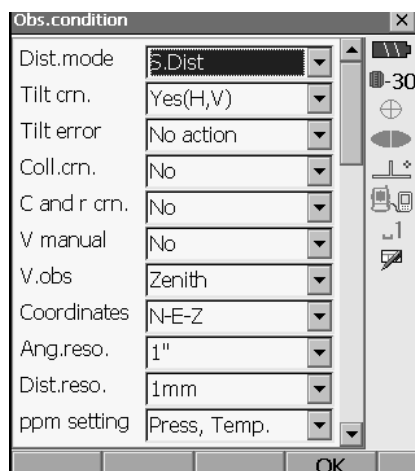 Obs.condition
Dist.mode S.Dist
Tilt crn. Yes(H,V)
Tilt error No action
Coll.crn. No
C and r crn. No
V manual No
V.obs Zenith
Coordinates N-E-Z
Ang.reso. 1"
Dist.reso. 1mm
ppm setting Press, Temp.
-30
1
OK